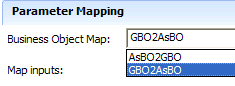 Parameter Mapping
Business Object Map: GBO2AsBO
AsBO2GBO
Map inputs: GBO2AsBO